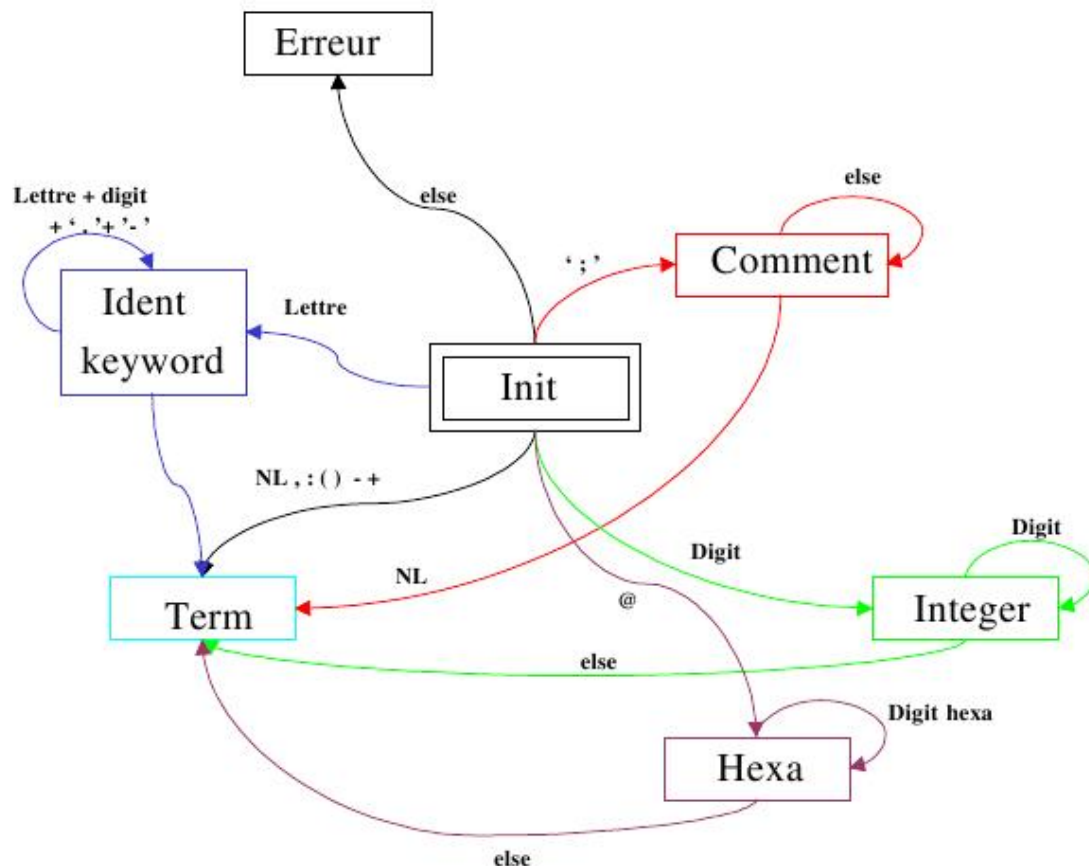 Erreur
else
Lettre + digit
+ ‘ . ’+ ’- ’
else
‘ ; ’
Comment
Ident
keyword
Lettre
Init
NL , : ( ) - +
Digit
Digit
NL
@
Term
Integer
else
Digit hexa
Hexa
else